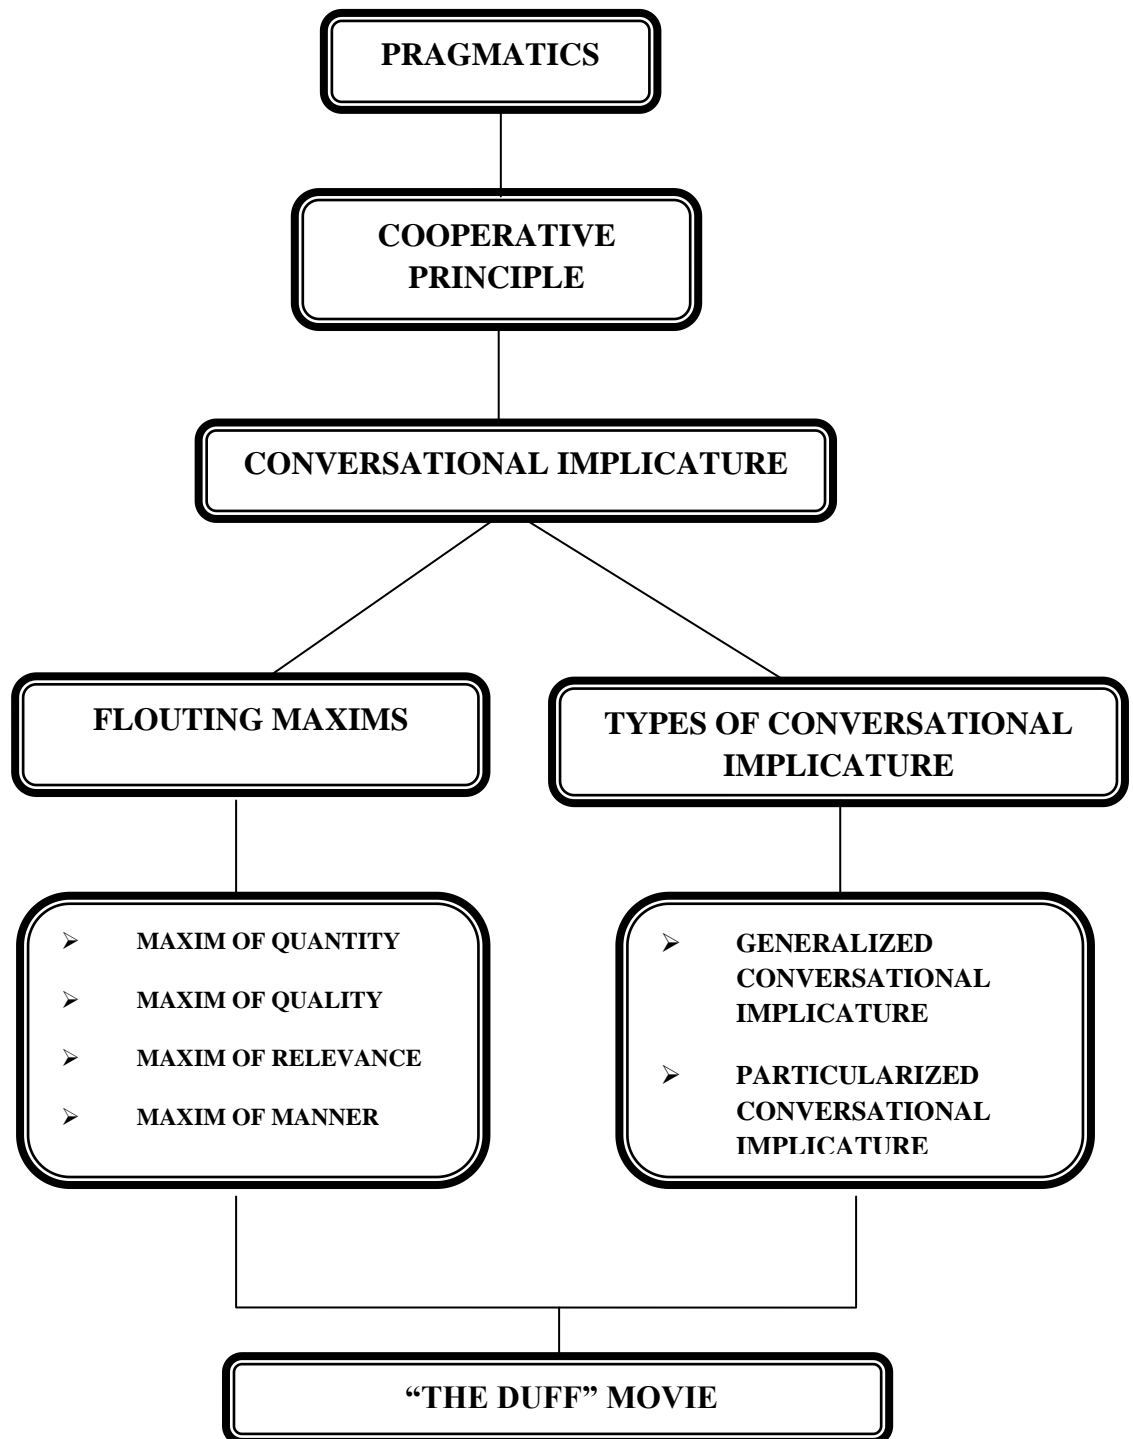 PRAGMATICS
COOPERATIVE
PRINCIPLE
CONVERSATIONAL IMPLICATURE
FLOUTING MAXIMS
TYPES OF CONVERSATIONAL
IMPLICATURE
➢ MAXIM OF QUANTITY
➢ MAXIM OF QUALITY
➢ MAXIM OF RELEVANCE
➢ MAXIM OF MANNER
➢ GENERALIZED
CONVERSATIONAL
IMPLICATURE
➢ PARTICULARIZED
CONVERSATIONAL
IMPLICATURE
“THE DUFF” MOVIE